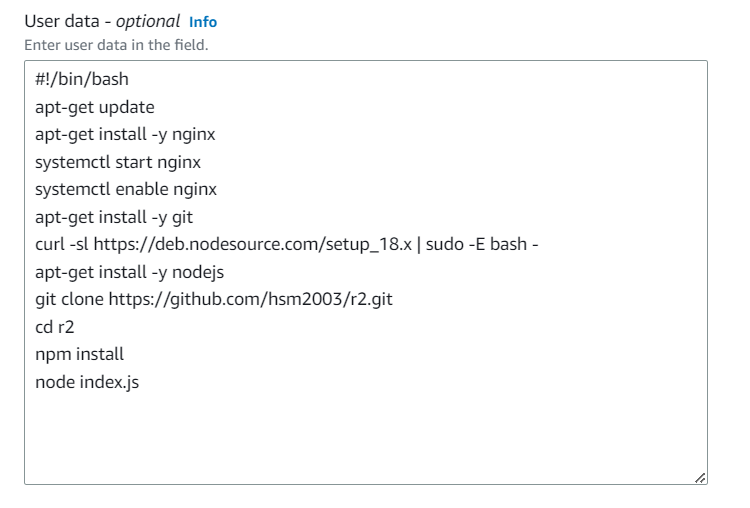 User data - optional Info
Enter user data in the field.
#!/bin/bash
apt-get update
apt-get install -y nginx
systemctl start nginx
systemctl enable nginx
apt-get install -y git
curl -sl https://deb.nodesource.com/setup_18.x | sudo -E bash -
apt-get install -y nodejs
git clone https://github.com/hsm2003/r2.git
cd r2
npm install
node index.js